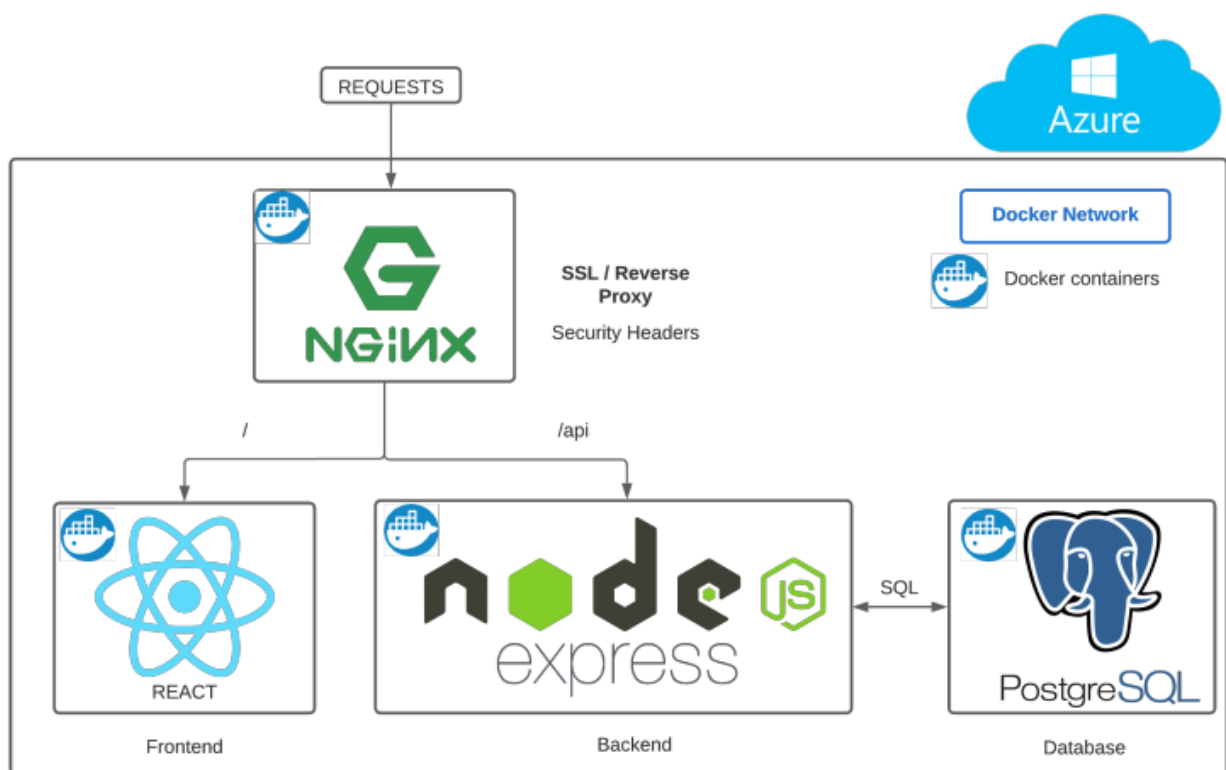 REQUESTS
Azure
Docker Network
NGiNX
SSL / Reverse
Proxy
Security Headers
Docker containers
/
/api
REACT
node
JS
express
SQL
PostgreSQL
Frontend
Backend
Database